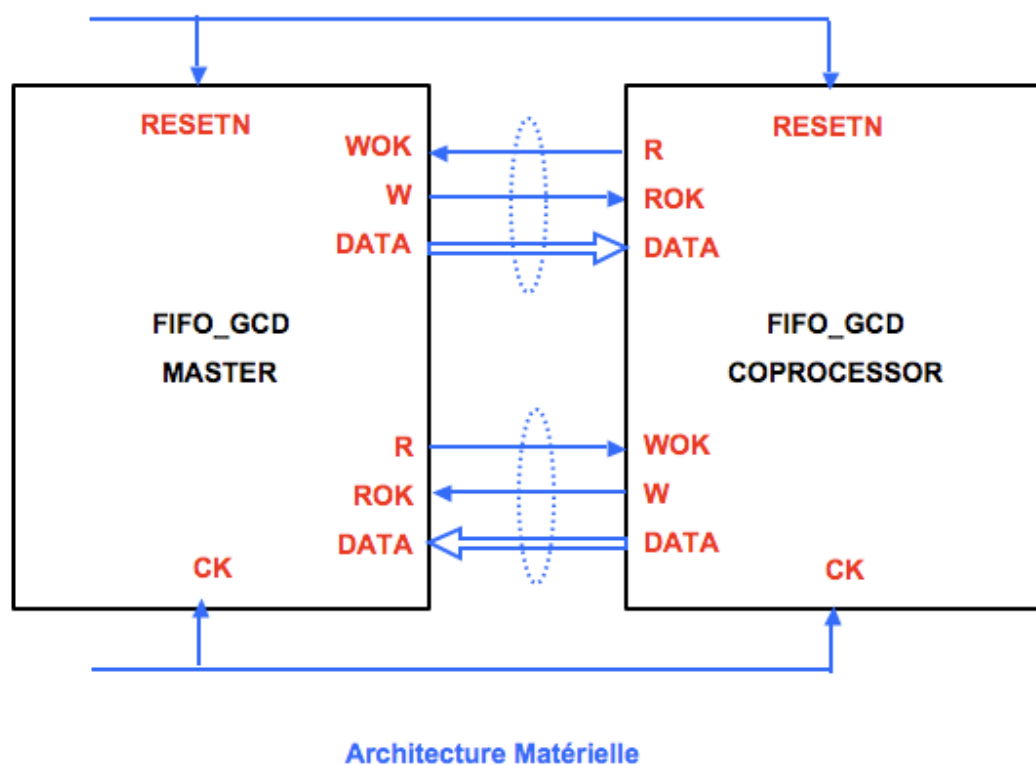 RESETN
WOK
W
DATA
FIFO_GCD
MASTER
R
ROK
DATA
CK
RESETN
R
ROK
DATA
FIFO_GCD
COPROCESSOR
WOK
W
DATA
CK
Architecture Matérielle